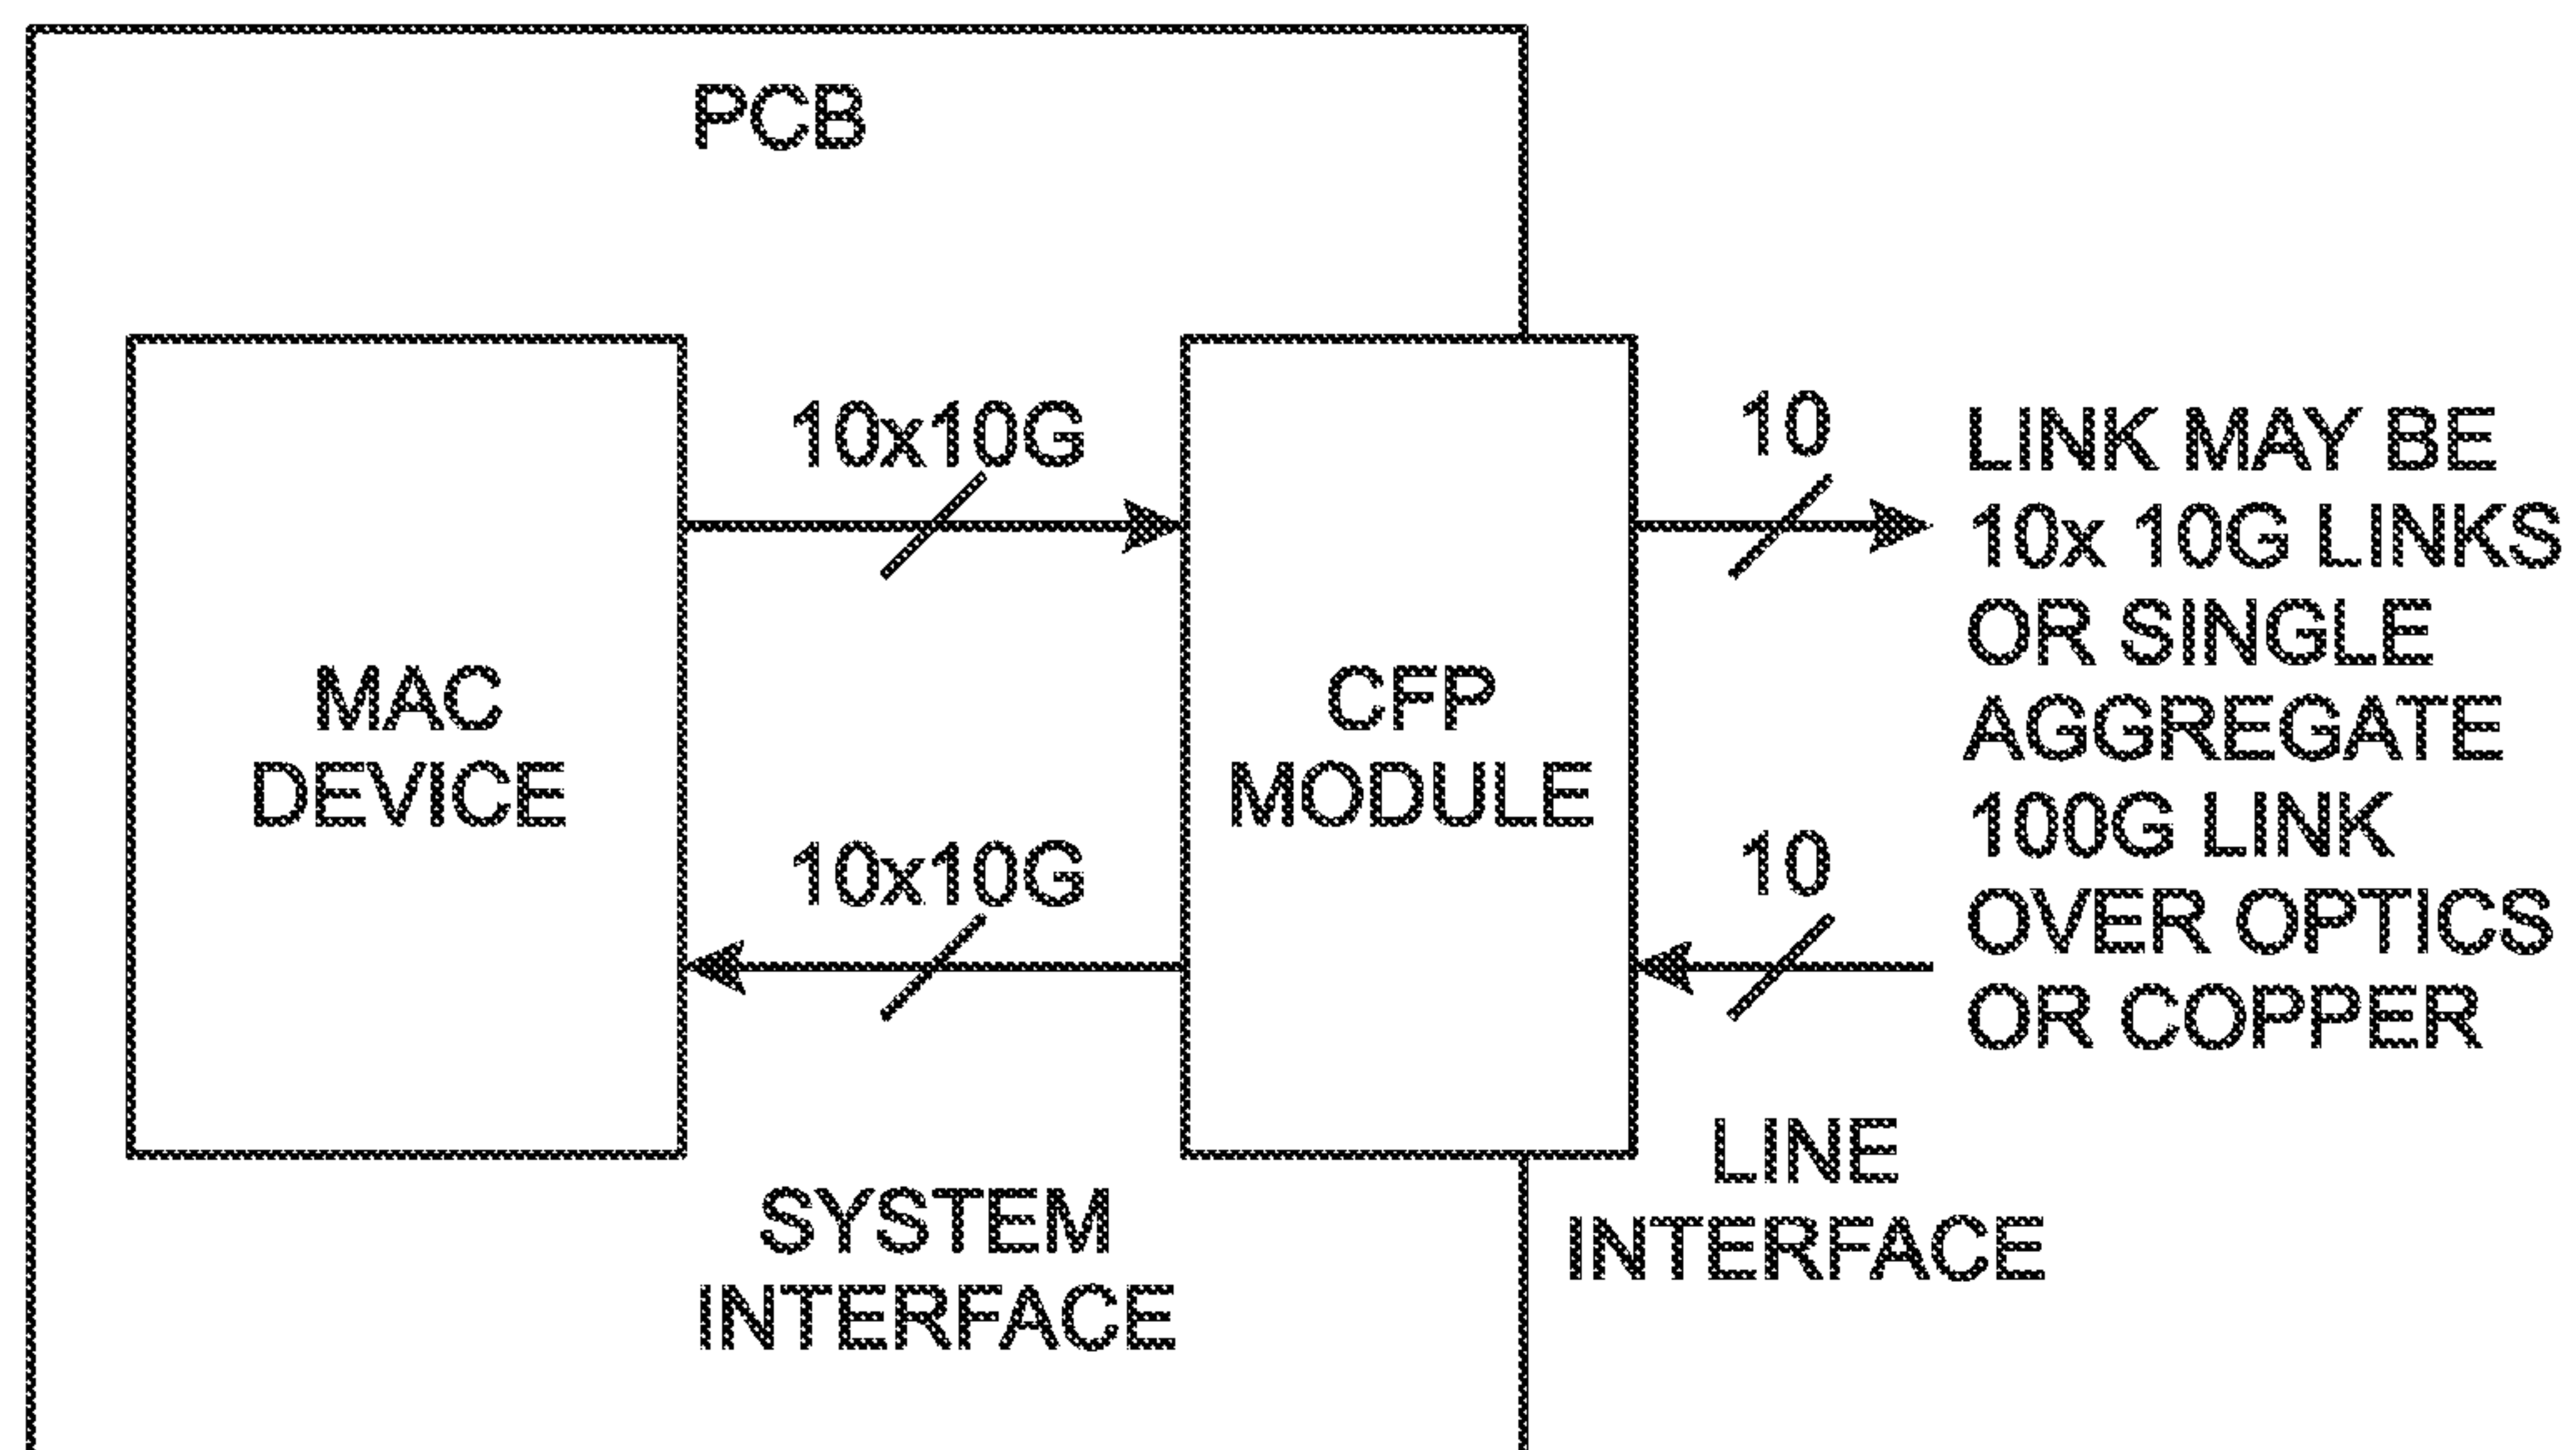 PCB
MAC
DEVICE
10x10G
10x10G
SYSTEM
INTERFACE
CFP
MODULE
10
10
LINE
INTERFACE
LINK MAY BE
10x 10G LINKS
OR SINGLE
AGGREGATE
100G LINK
OVER OPTICS
OR COPPER